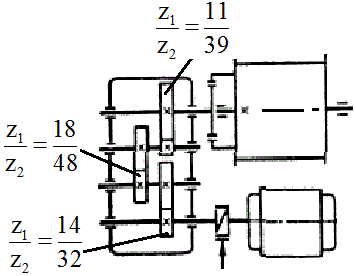 z₁/z₂ = 11/39
z₁/z₂ = 18/48
z₁/z₂ = 14/32